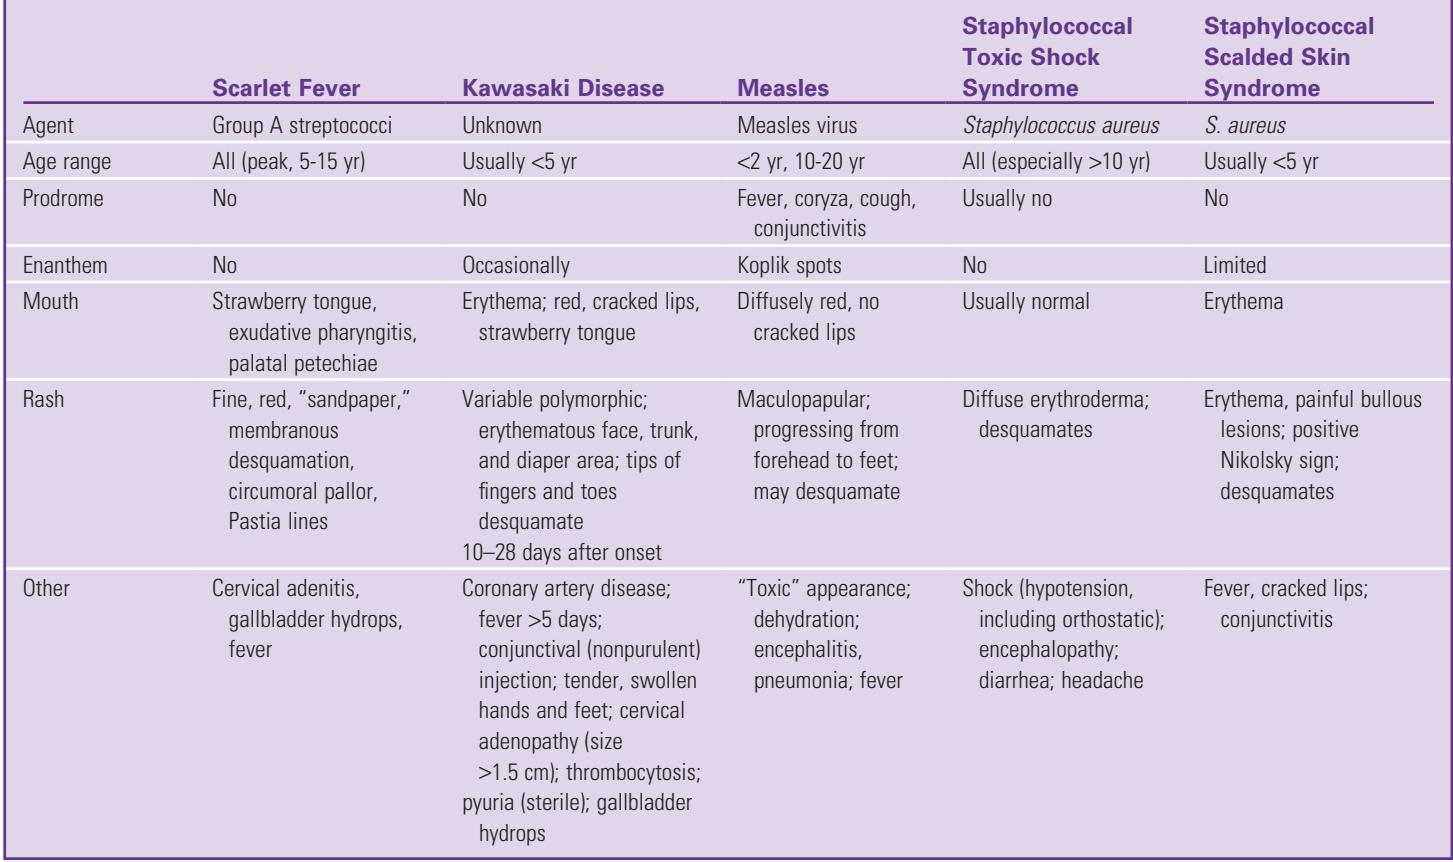 Scarlet Fever Kawasaki Disease Measles Staphylococcal Toxic Shock Syndrome Staphylococcal Scalded Skin Syndrome
Agent Group A streptococci Unknown Measles virus Staphylococcus aureus S. aureus
Age range All (peak, 5-15 yr) Usually <5 yr <2 yr, 10-20 yr All (especially >10 yr) Usually <5 yr
Prodrome No No Fever, coryza, cough, Usually no No
conjunctivitis
Enanthem No Occasionally Koplik spots No Limited
Mouth Strawberry tongue, Erythema; red, cracked lips, Diffusely red, no Usually normal Erythema
exudative pharyngitis, strawberry tongue cracked lips
palatal petechiae
Rash Fine, red, “sandpaper,” Variable polymorphic; Maculopapular; Diffuse erythroderma; Erythema, painful bullous
membranous erythematous face, trunk, progressing from desquamates lesions; positive
desquamation, and diaper area; tips of forehead to feet; Nikolsky sign;
circumoral pallor, fingers and toes may desquamate desquamates
Pastia lines desquamate
10–28 days after onset
Other Cervical adenitis, Coronary artery disease; “Toxic” appearance; Shock (hypotension, Fever, cracked lips;
gallbladder hydrops, fever >5 days; dehydration; including orthostatic); conjunctivitis
fever conjunctival (nonpurulent) encephalitis, encephalopathy;
injection; tender, swollen pneumonia; fever diarrhea; headache
hands and feet; cervical
adenopathy (size
>1.5 cm); thrombocytosis;
pyuria (sterile); gallbladder
hydrops